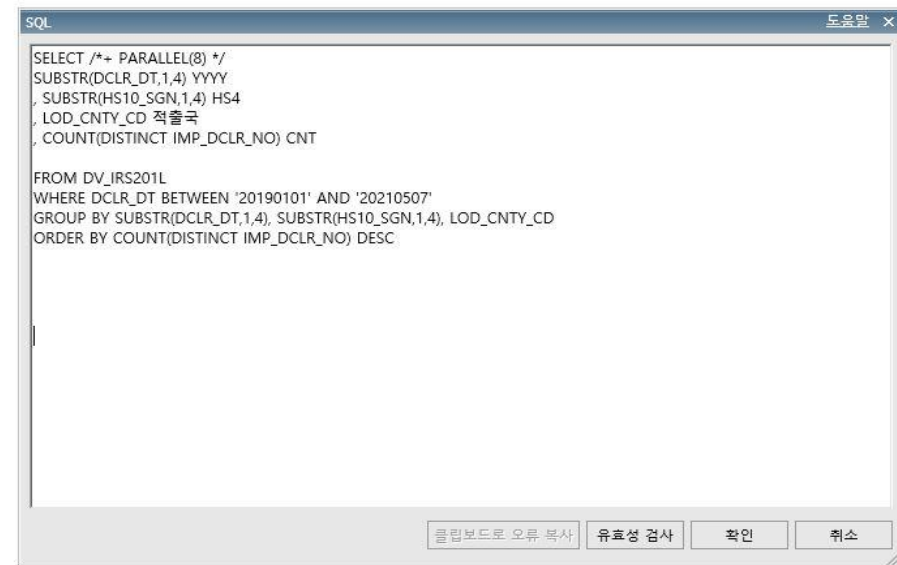 SQL 도움말 ×
SELECT /*+ PARALLEL(8) */
SUBSTR(DCLR_DT,1,4) YYYY
, SUBSTR(HS10_SGN,1,4) HS4
, LOD_CNTY_CD 적출국
, COUNT(DISTINCT IMP_DCLR_NO) CNT
FROM DV_IRS201L
WHERE DCLR_DT BETWEEN '20190101' AND '20210507'
GROUP BY SUBSTR(DCLR_DT,1,4), SUBSTR(HS10_SGN,1,4), LOD_CNTY_CD
ORDER BY COUNT(DISTINCT IMP_DCLR_NO) DESC
클립보드로 오류 복사 유효성 검사 확인 취소